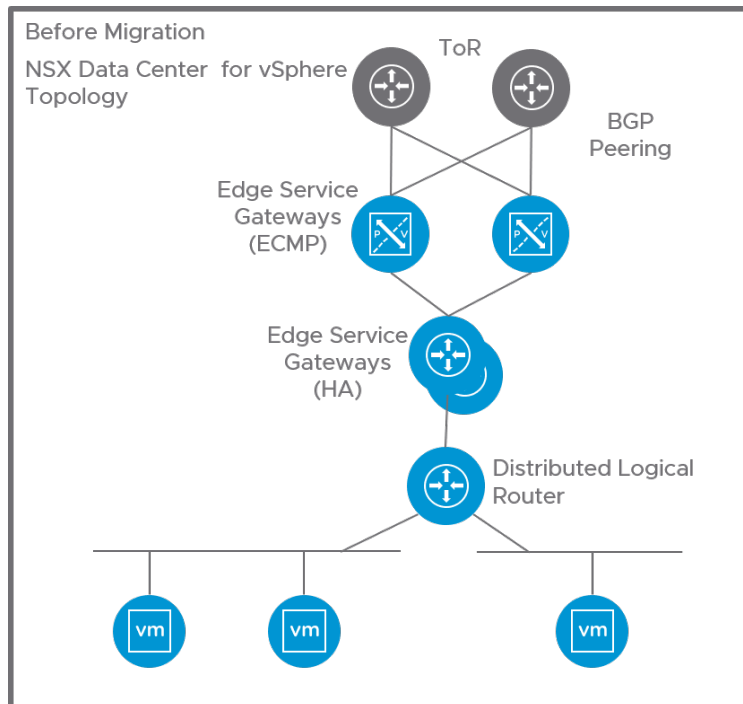 Before Migration
NSX Data Center for vSphere
Topology
ToR
BGP
Peering
Edge Service
Gateways
(ECMP)
P V
P V
Edge Service
Gateways
(HA)
Distributed Logical
Router
vm
vm
vm